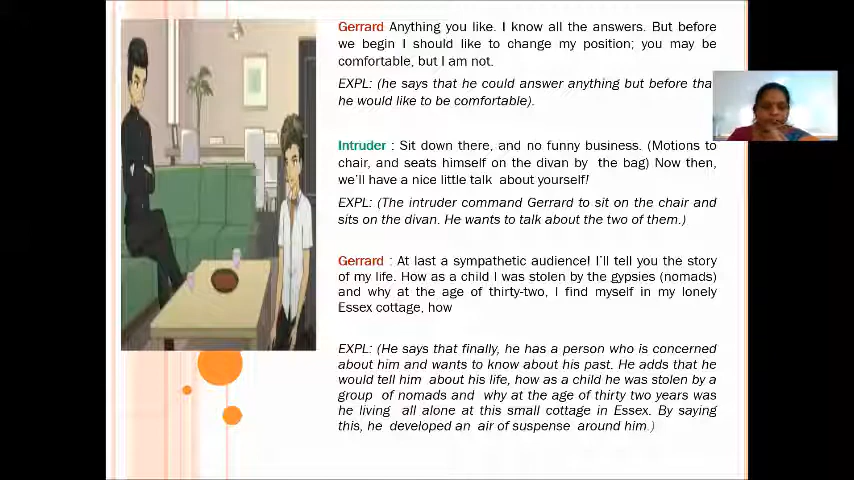 Gerrard Anything you like. I know all the answers. But before
we begin I should like to change my position; you may be
comfortable, but I am not.
EXPL: (he says that he could answer anything but before tha
he would like to be comfortable).
Intruder : Sit down there, and no funny business. (Motions to
chair, and seats himself on the divan by the bag) Now then,
we'll have a nice little talk about yourself!
EXPL: (The intruder command Gerrard to sit on the chair and
sits on the divan. He wants to talk about the two of them.)
Gerrard : At last a sympathetic audience! I'll tell you the story
of my life. How as a child I was stolen by the gypsies (nomads)
and why at the age of thirty-two, I find myself in my lonely
Essex cottage, how
EXPL: (He says that finally, he has a person who is concerned
about him and wants to know about his past. He adds that he
would tell him about his life, how as a child he was stolen by a
group of nomads and why at the age of thirty two years was
he living all alone at this small cottage in Essex. By saying
this, he developed an air of suspense around him.)